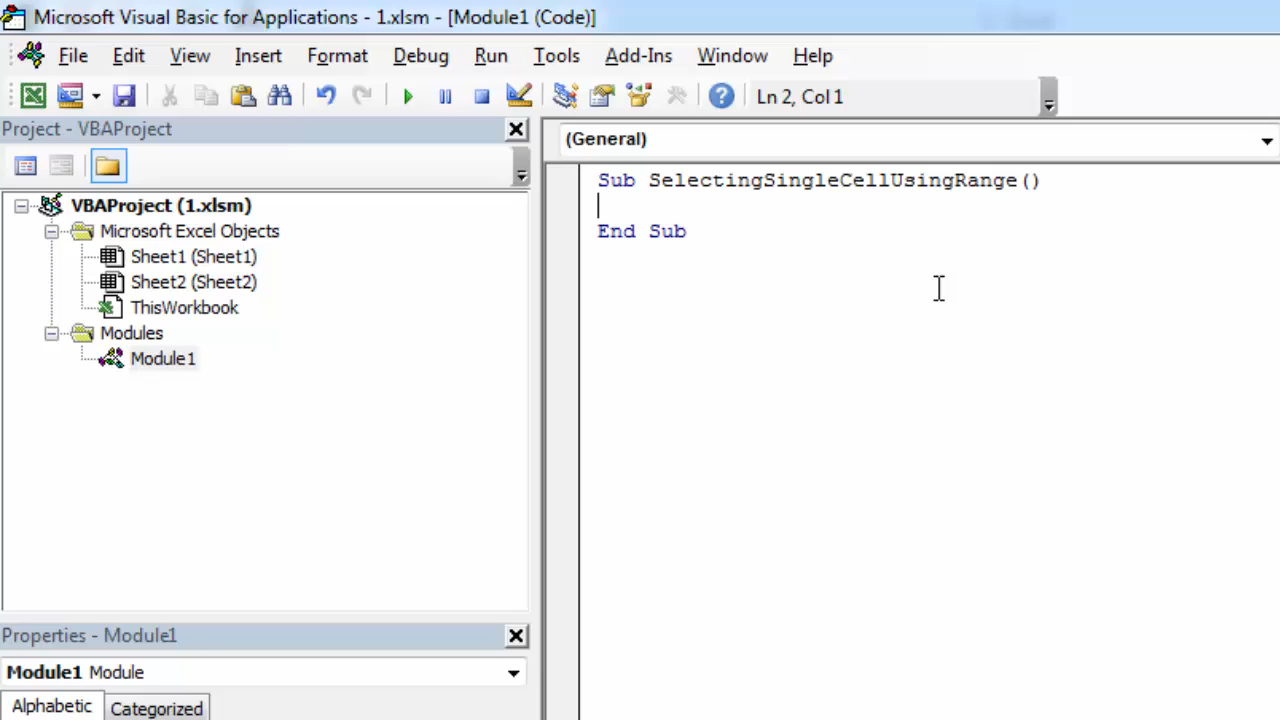 Microsoft Visual Basic for Applications - 1.xlsm - [Module1 (Code)]
File Edit View Insert Format Debug Run Tools Add-Ins Window Help
Ln 2, Col 1
Project - VBAProject
(General)
Sub SelectingSingleCellUsingRange()
End Sub
VBAProject (1.xlsm)
Microsoft Excel Objects
Sheet1 (Sheet1)
Sheet2 (Sheet2)
ThisWorkbook
Modules
Module1
Properties - Module1
Module1 Module
Alphabetic Categorized